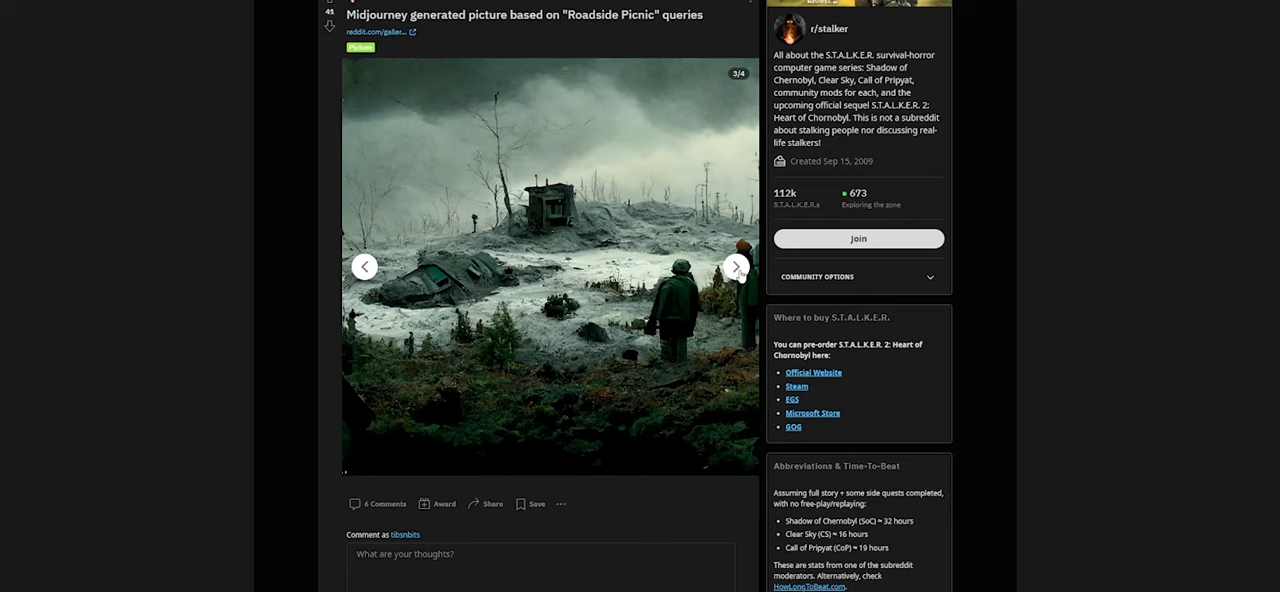 41
Midjourney generated picture based on "Roadside Picnic" queries
reddit.com/galler...
Picture
3/4
6 Comments
Award
Share
Save
Comment as tibsnbits
What are your thoughts?
r/stalker
All about the S.T.A.L.K.E.R. survival-horror
computer game series: Shadow of
Chernobyl, Clear Sky, Call of Pripyat,
community mods for each, and the
upcoming official sequel S.T.A.L.K.E.R. 2:
Heart of Chornobyl. This is not a subreddit
about stalking people nor discussing real-
life stalkers!
Created Sep 15, 2009
112k
673
S.T.A.L.K.E.R.s
Exploring the zone
Join
COMMUNITY OPTIONS
Where to buy S.T.A.L.K.E.R.
You can pre-order S.T.A.L.K.E.R. 2: Heart of
Chornobyl here:
Official Website
Steam
EGS
Microsoft Store
GOG
Abbreviations & Time-To-Beat
Assuming full story + some side quests completed,
with no free-play/replaying:
Shadow of Chernobyl (SoC) ≈ 32 hours
Clear Sky (CS) ≈ 16 hours
Call of Pripyat (CoP) ≈ 19 hours
These are stats from one of the subreddit
moderators. Alternatively, check
HowLongToBeat.com.